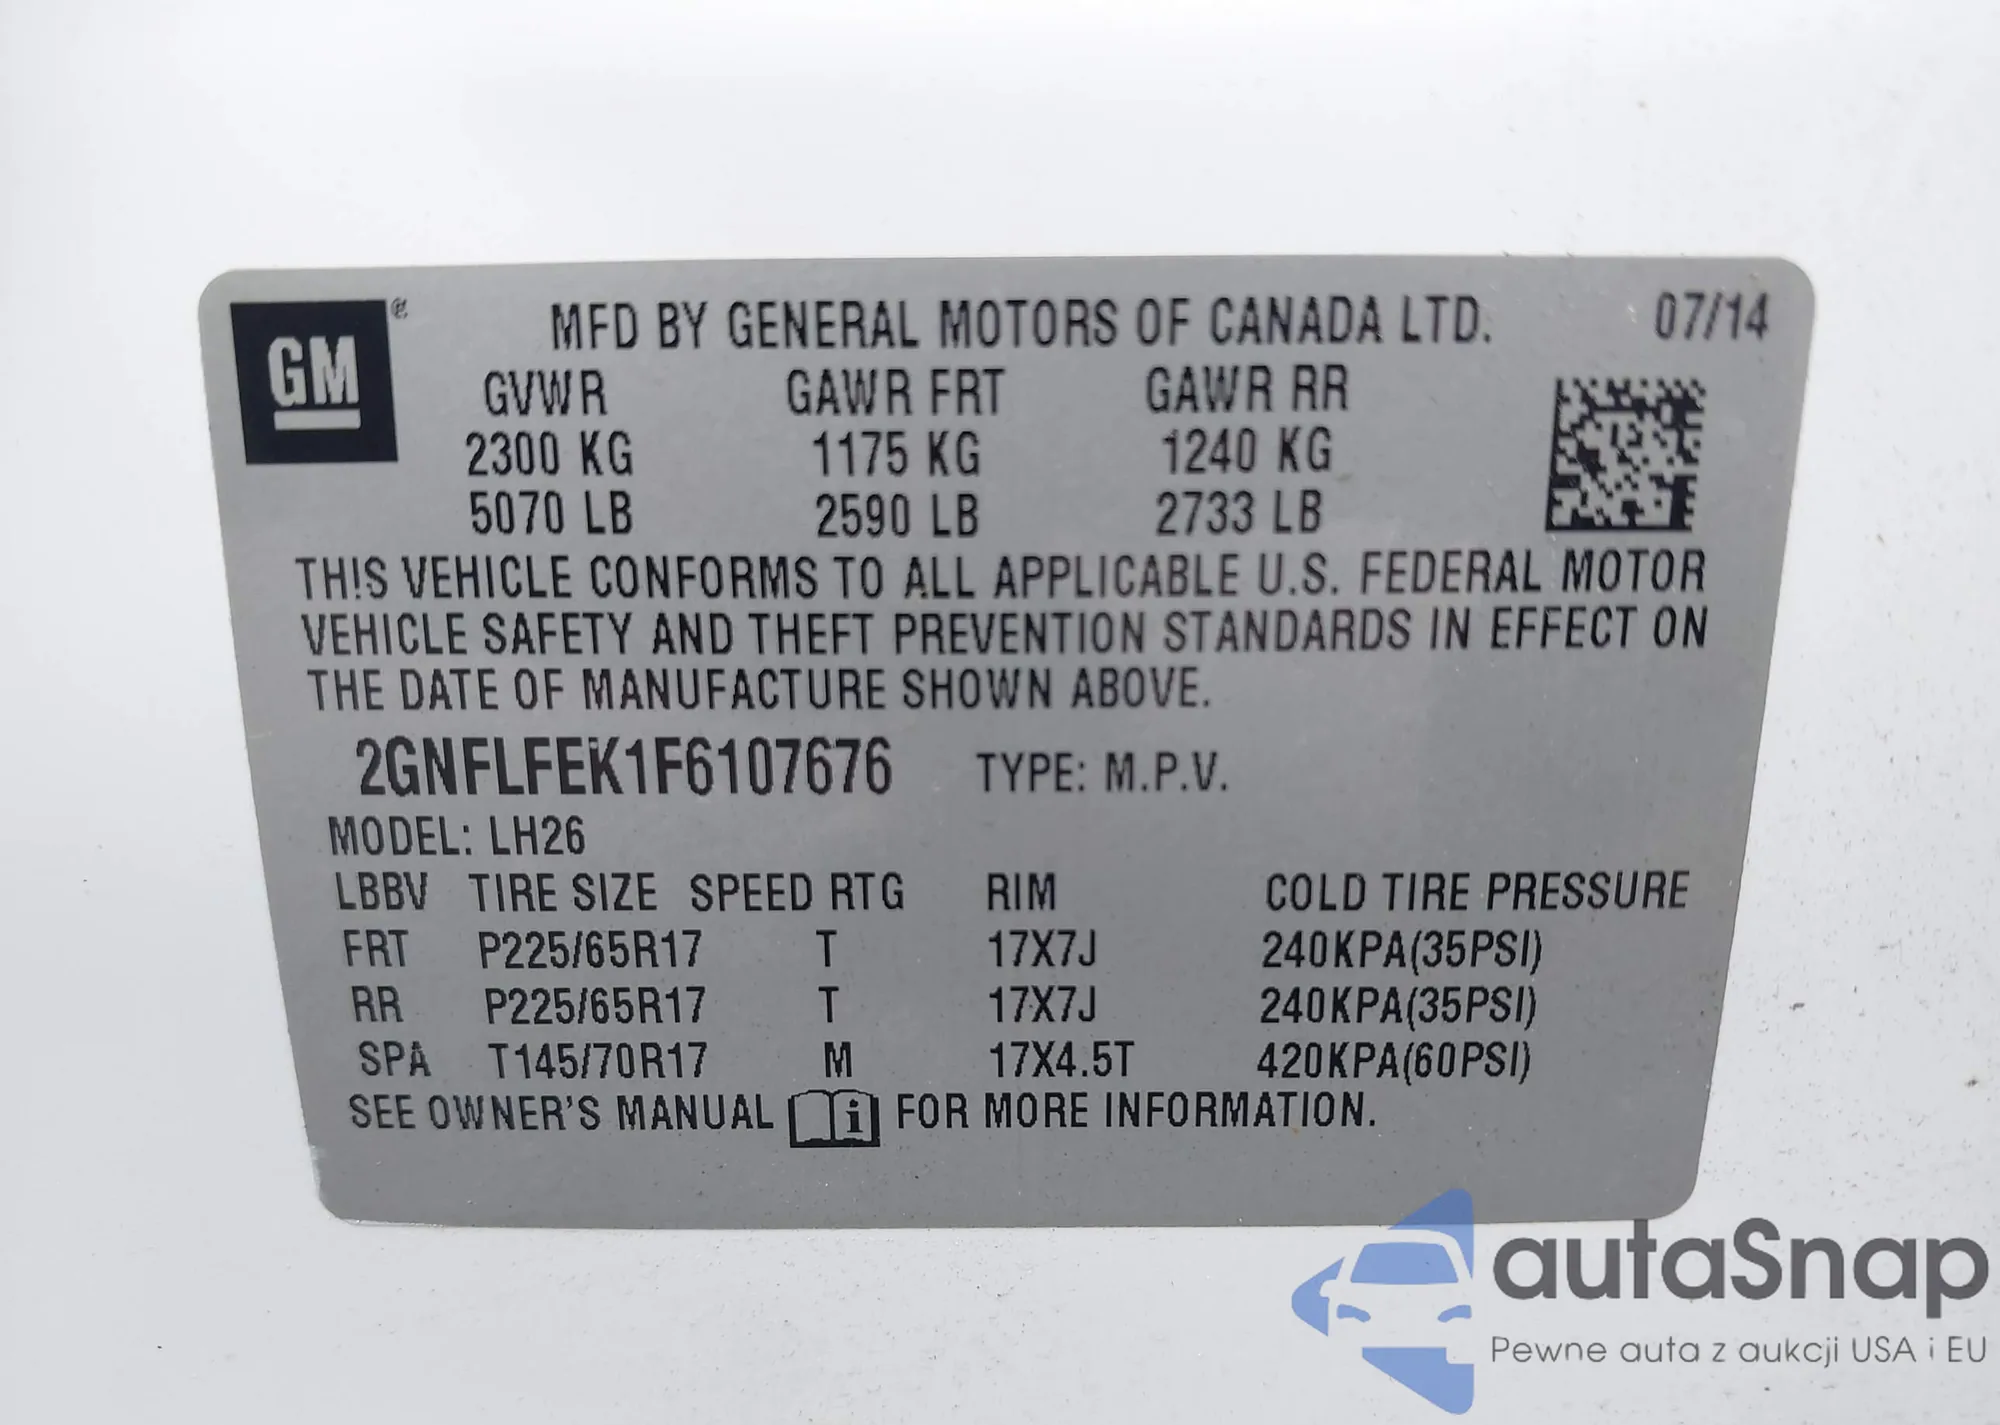 GM®
MFD BY GENERAL MOTORS OF CANADA LTD. 07/14
GVWR GAWR FRT GAWR RR
2300 KG 1175 KG 1240 KG
5070 LB 2590 LB 2733 LB
THIS VEHICLE CONFORMS TO ALL APPLICABLE U.S. FEDERAL MOTOR
VEHICLE SAFETY AND THEFT PREVENTION STANDARDS IN EFFECT ON
THE DATE OF MANUFACTURE SHOWN ABOVE.
2GNFLFEK1F6107676 TYPE: M.P.V.
MODEL: LH26
LBBV TIRE SIZE SPEED RTG RIM COLD TIRE PRESSURE
FRT P225/65R17 T 17X7J 240KPA(35PSI)
RR P225/65R17 T 17X7J 240KPA(35PSI)
SPA T145/70R17 M 17X4.5T 420KPA(60PSI)
SEE OWNER'S MANUAL i FOR MORE INFORMATION.
autaSnap
Pewne auta z aukcji USA i EU